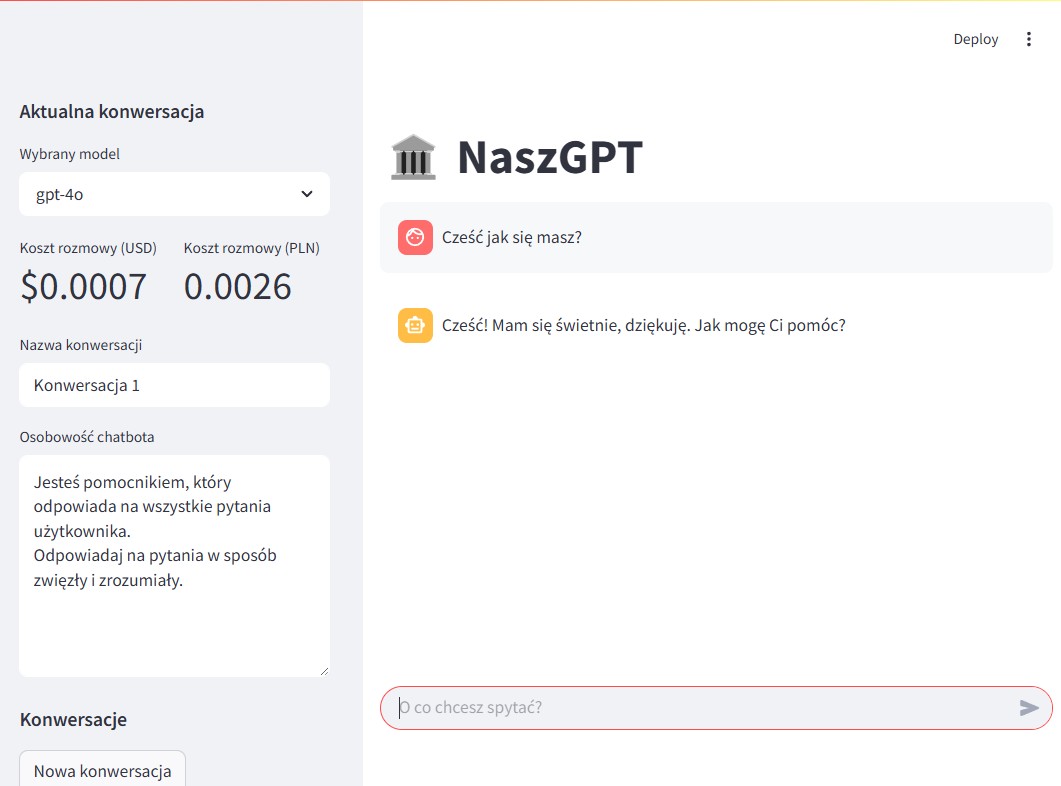 Deploy
Aktualna konwersacja
Wybrany model
gpt-4o
Koszt rozmowy (USD)
Koszt rozmowy (PLN)
$0.0007
0.0026
Nazwa konwersacji
Konwersacja 1
Osobowość chatbota
Jesteś pomocnikiem, który
odpowiada na wszystkie pytania
użytkownika.
Odpowiadaj na pytania w sposób
zwięzły i zrozumiały.
Konwersacje
Nowa konwersacja
NaszGPT
Cześć jak się masz?
Cześć! Mam się świetnie, dziękuję. Jak mogę Ci pomóc?
O co chcesz spytać?